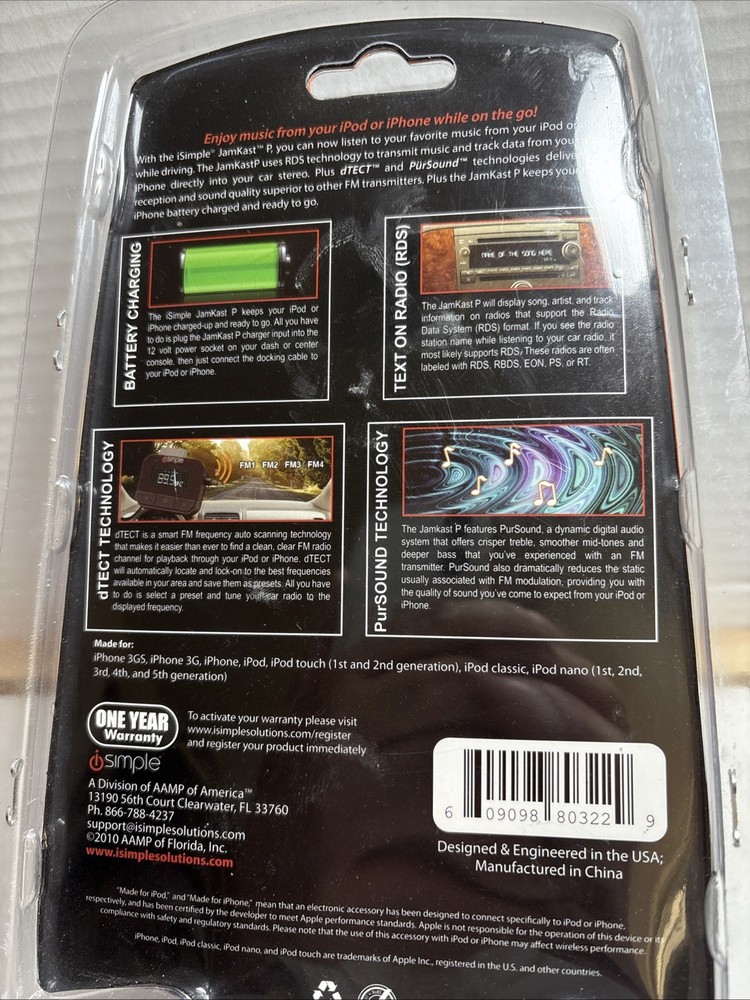 Enjoy music from your iPod or iPhone while on the go!
With the iSimple® JamKast™ P, you can now listen to your favorite music from your iPod or
while driving. The JamKastP uses RDS technology to transmit music and track data from you
iPhone directly into your car stereo. Plus dTECT™ and PürSound™ technologies delive
reception and sound quality superior to other FM transmitters. Plus the JamKast P keeps you
iPhone battery charged and ready to go.
BATTERY CHARGING
The iSimple JamKast P keeps your iPod or
iPhone charged-up and ready to go. All you have
to do is plug the JamKast P charger input into the
12 volt power socket on your dash or center
console, then just connect the docking cable to
your iPod or iPhone.
TEXT ON RADIO (RDS)
NAME OF THE SONG HERE
The JamKast P will display song, artist, and track
information on radios that support the Radio
Data System (RDS) format. If you see the radio
station name while listening to your car radio, it
most likely supports RDS. These radios are often
labeled with RDS, RBDS, EON, PS, or RT.
dTECT TECHNOLOGY
iSimple
89.9
FM1 FM2 FM3 FM4
dTECT is a smart FM frequency auto scanning technology
that makes it easier than ever to find a clean, clear FM radio
channel for playback through your iPod or iPhone. dTECT
will automatically locate and lock-on to the best frequencies
available in your area and save them as presets. All you have
to do is select a preset and tune your car radio to the
displayed frequency.
PurSOUND TECHNOLOGY
The Jamkast P features PurSound, a dynamic digital audio
system that offers crisper treble, smoother mid-tones and
deeper bass that you've experienced with an FM
transmitter. PurSound also dramatically reduces the static
usually associated with FM modulation, providing you with
the quality of sound you've come to expect from your iPod or
iPhone.
Made for:
iPhone 3GS, iPhone 3G, iPhone, iPod, iPod touch (1st and 2nd generation), iPod classic, iPod nano (1st, 2nd,
3rd, 4th, and 5th generation)
ONE YEAR
Warranty
To activate your warranty please visit
www.isimplesolutions.com/register
and register your product immediately
isimple™
A Division of AAMP of America™
13190 56th Court Clearwater, FL 33760
Ph. 866-788-4237
support@isimplesolutions.com
©2010 AAMP of Florida, Inc.
www.isimplesolutions.com
6 09098 80322 9
Designed & Engineered in the USA;
Manufactured in China
"Made for iPod," and "Made for iPhone," mean that an electronic accessory has been designed to connect specifically to iPod or iPhone,
respectively, and has been certified by the developer to meet Apple performance standards. Apple is not responsible for the operation of this device or its
compliance with safety and regulatory standards. Please note that the use of this accessory with iPod or iPhone may affect wireless performance.
iPhone, iPod, iPod classic, iPod nano, and iPod touch are trademarks of Apple Inc., registered in the U.S. and other countries.